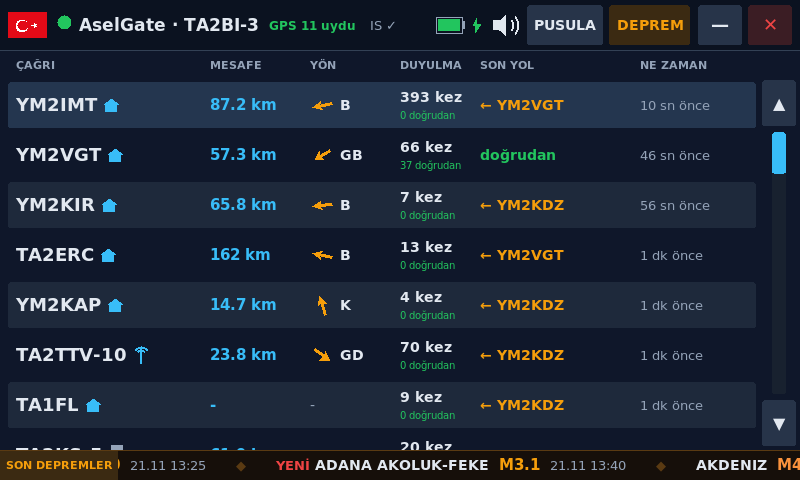 AselGate · TA2BI-3 GPS 11 uydu IS ✓ PUSULA DEPREM — ✕
ÇAĞRI MESAFE YÖN DUYULMA SON YOL NE ZAMAN
YM2IMT 87.2 km B 393 kez ← YM2VGT 10 sn önce
0 doğrudan
YM2VGT 57.3 km GB 66 kez doğrudan 46 sn önce
37 doğrudan
YM2KIR 65.8 km B 7 kez ← YM2KDZ 56 sn önce
0 doğrudan
TA2ERC 162 km B 13 kez ← YM2VGT 1 dk önce
0 doğrudan
YM2KAP 14.7 km K 4 kez ← YM2KDZ 1 dk önce
0 doğrudan
TA2TTV-10 23.8 km GD 70 kez ← YM2KDZ 1 dk önce
0 doğrudan
TA1FL - - 9 kez ← YM2KDZ 1 dk önce
0 doğrudan
20 kez
SON DEPREMLER 21.11 13:25 ◆ YENİ ADANA AKOLUK-FEKE M3.1 21.11 13:40 ◆ AKDENIZ M4